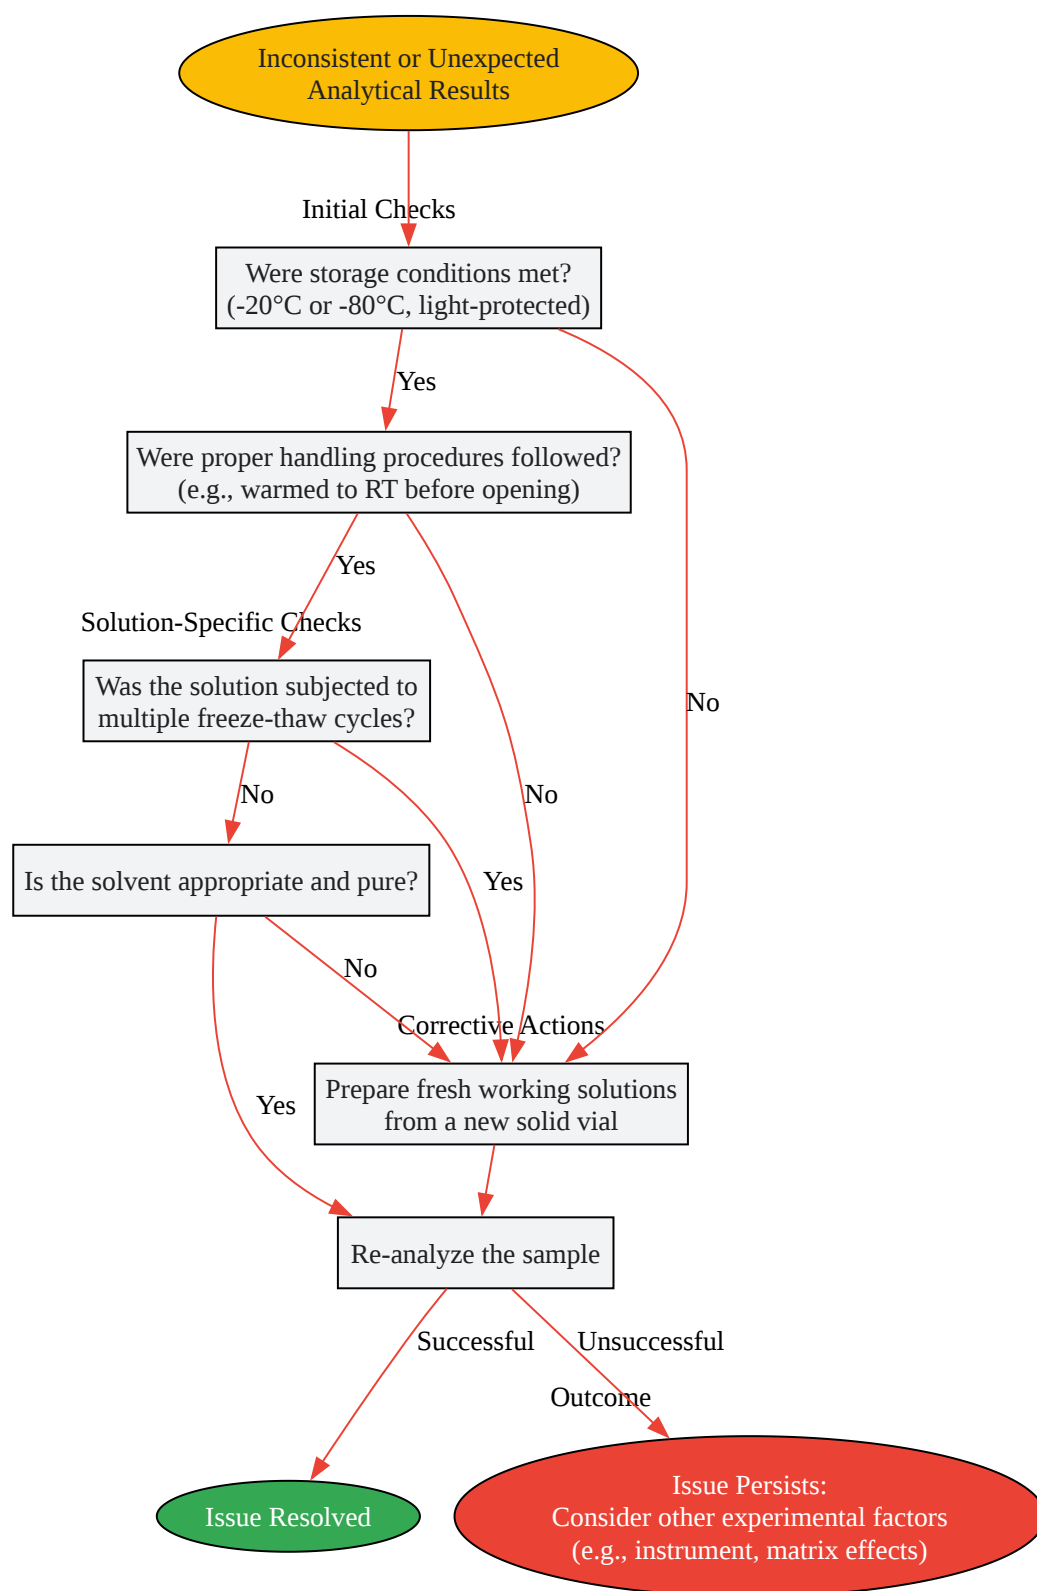 Inconsistent or Unexpected
Analytical Results
Initial Checks
Were storage conditions met?
(-20°C or -80°C, light-protected)
Yes
Were proper handling procedures followed?
(e.g., warmed to RT before opening)
Yes
Solution-Specific Checks
Was the solution subjected to
multiple freeze-thaw cycles?
No
No
No
Is the solvent appropriate and pure?
Yes
No
Corrective Actions
Prepare fresh working solutions
from a new solid vial
Yes
Re-analyze the sample
Successful
Unsuccessful
Outcome
Issue Resolved
Issue Persists:
Consider other experimental factors
(e.g., instrument, matrix effects)